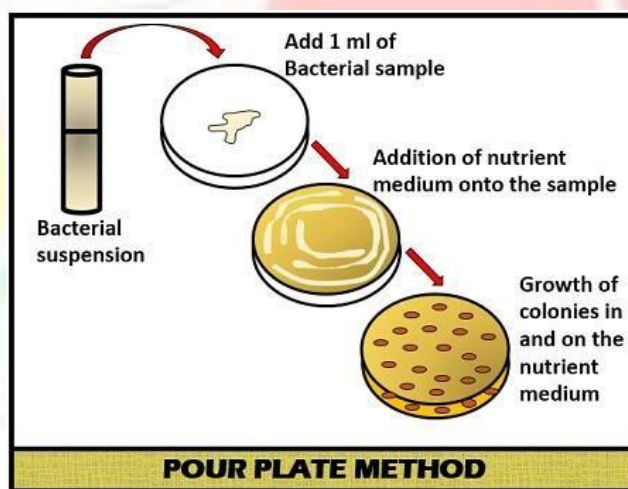 Add 1 ml of
Bacterial sample
Addition of nutrient
medium onto the sample
Bacterial
suspension
Growth of
colonies in
and on the
nutrient
medium
POUR PLATE METHOD